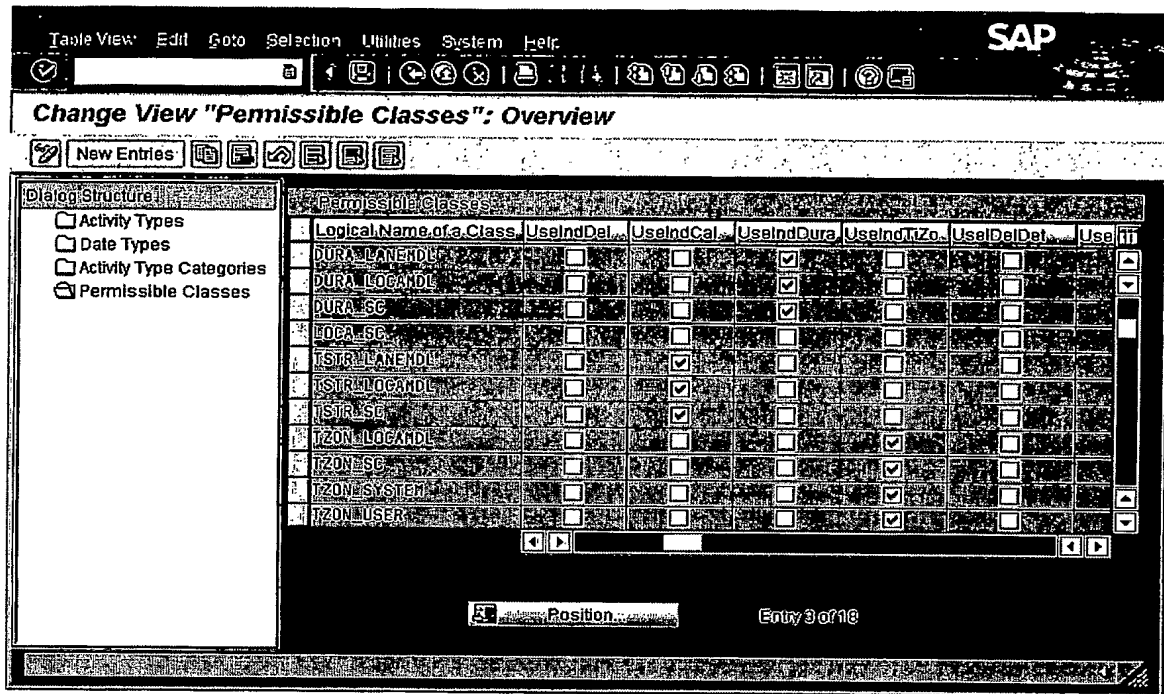 Table View Edit Goto Selection Utilities System Help
SAP
Change View "Permissible Classes": Overview
New Entries
Dialog Structure
Activity Types
Date Types
Activity Type Categories
Permissible Classes
Permissible Classes
Logical Name of a Class UseIndDel... UseIndCal... UseIndDura UseIndTiZo.. UseIDelDet... Use
DURA_LANEMDL
DURA_LOCAMDL
DURA_SC
LOCA_SC
TSTR_LANEMDL
TSTR_LOCAMDL
TSTR_SC
TZON_LOCAMDL
TZON_SC
TZON_SYSTEM
TZON_USER
Position...
Entry 3 of 18